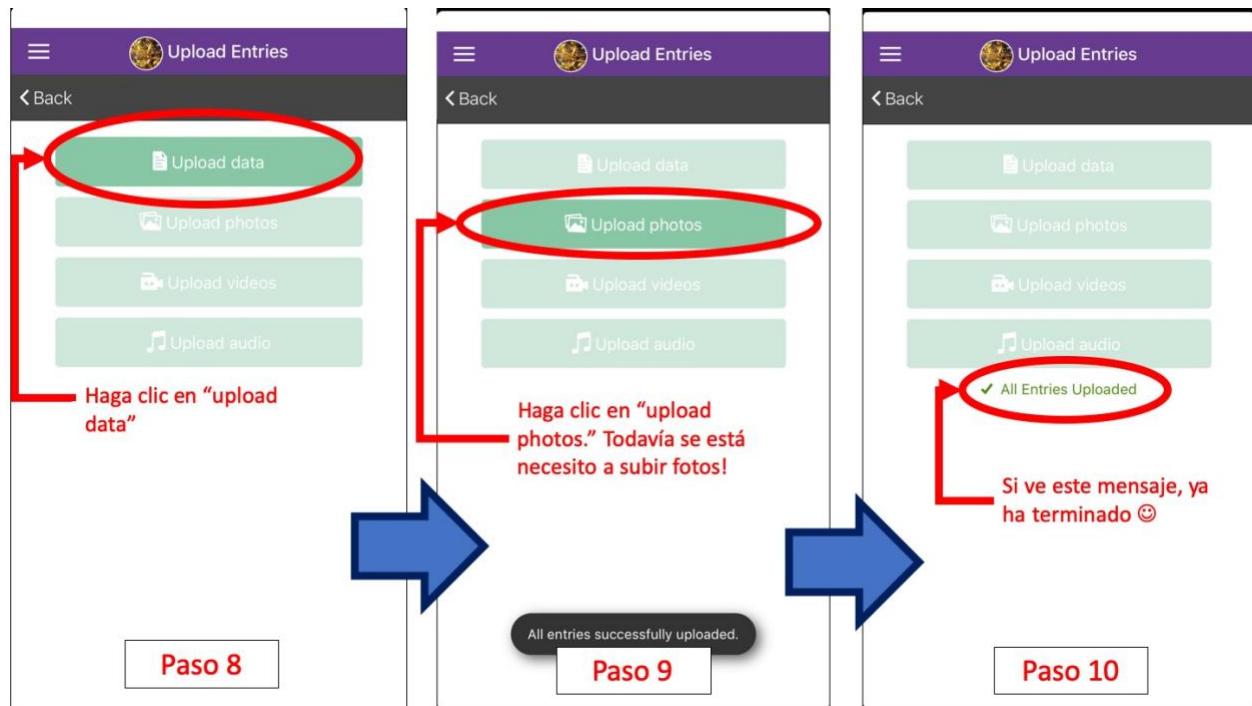 Upload Entries
Back
Upload data
Upload photos
Upload videos
Upload audio
Haga clic en “upload
data”
Paso 8
Upload Entries
Back
Upload data
Upload photos
Upload videos
Upload audio
Haga clic en “upload
photos.” Todavía se está
necesito a subir fotos!
All entries successfully uploaded.
Paso 9
Upload Entries
Back
Upload data
Upload photos
Upload videos
Upload audio
✓ All Entries Uploaded
Si ve este mensaje, ya
ha terminado ☺
Paso 10